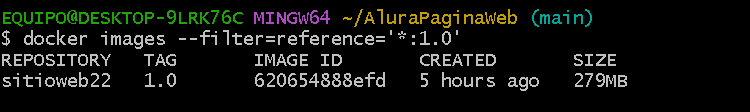 EQUIPO@DESKTOP-9LRK76C MINGW64 ~/AluraPaginaWeb (main)
$ docker images --filter=reference='*:1.0'
REPOSITORY   TAG       IMAGE ID       CREATED       SIZE
sitioweb22   1.0       620654888efd   5 hours ago   279MB